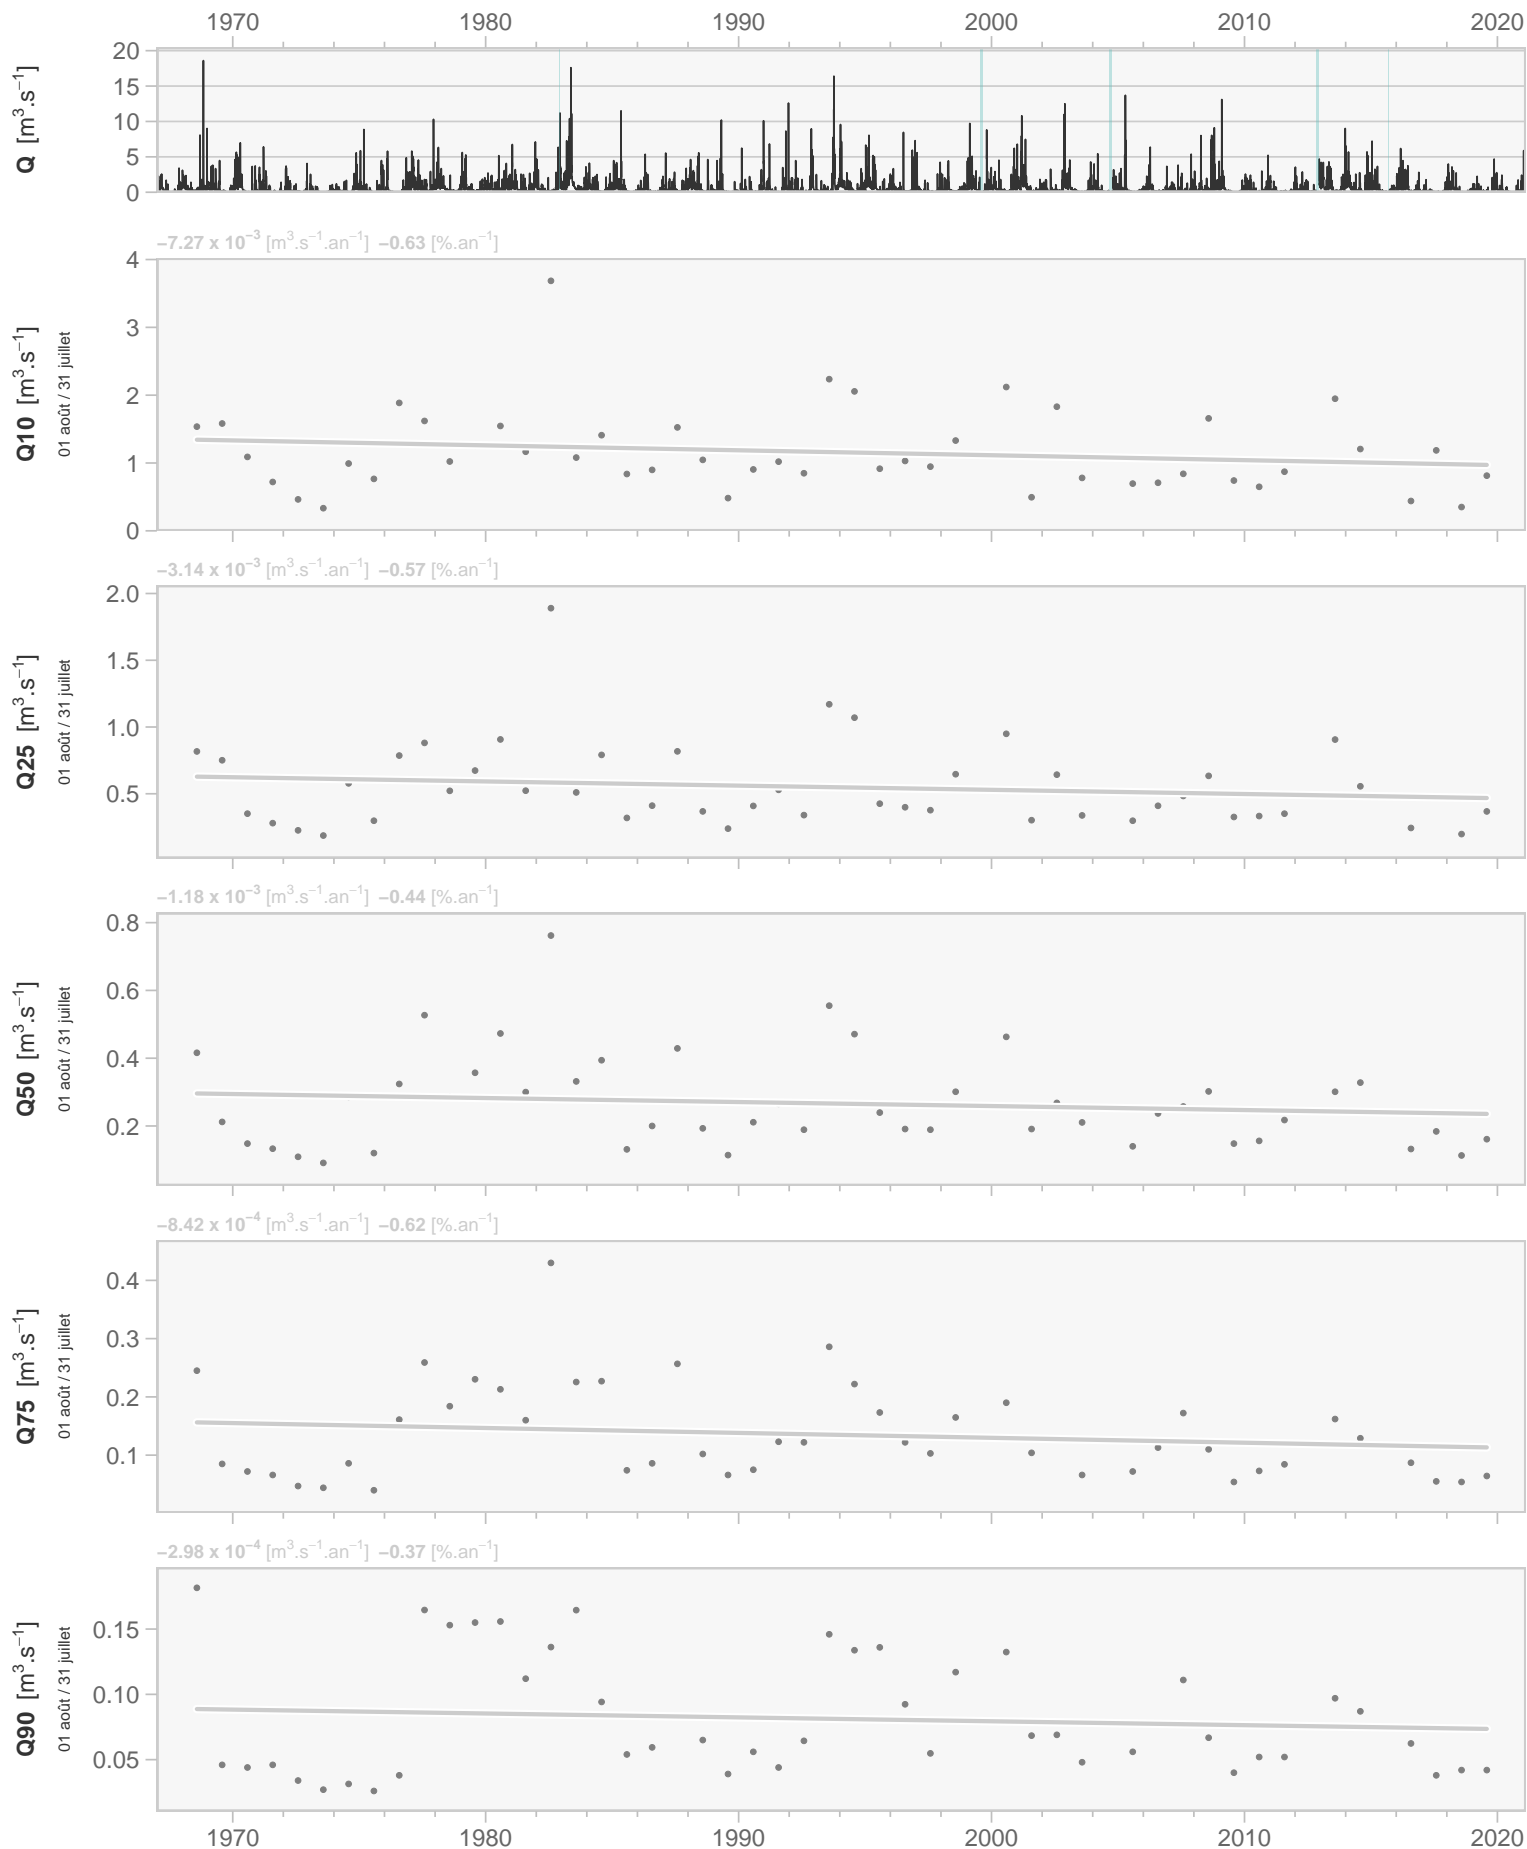 1970 1980 1990 2000 2010 2020
Q [m³.s⁻¹]
20
15
10
5
0
−7.27 x 10⁻³ [m³.s⁻¹.an⁻¹] −0.63 [%.an⁻¹]
Q10 [m³.s⁻¹]
01 août / 31 juillet
4
3
2
1
0
−3.14 x 10⁻³ [m³.s⁻¹.an⁻¹] −0.57 [%.an⁻¹]
Q25 [m³.s⁻¹]
01 août / 31 juillet
2.0
1.5
1.0
0.5
−1.18 x 10⁻³ [m³.s⁻¹.an⁻¹] −0.44 [%.an⁻¹]
Q50 [m³.s⁻¹]
01 août / 31 juillet
0.8
0.6
0.4
0.2
−8.42 x 10⁻⁴ [m³.s⁻¹.an⁻¹] −0.62 [%.an⁻¹]
Q75 [m³.s⁻¹]
01 août / 31 juillet
0.4
0.3
0.2
0.1
−2.98 x 10⁻⁴ [m³.s⁻¹.an⁻¹] −0.37 [%.an⁻¹]
Q90 [m³.s⁻¹]
01 août / 31 juillet
0.15
0.10
0.05
1970 1980 1990 2000 2010 2020